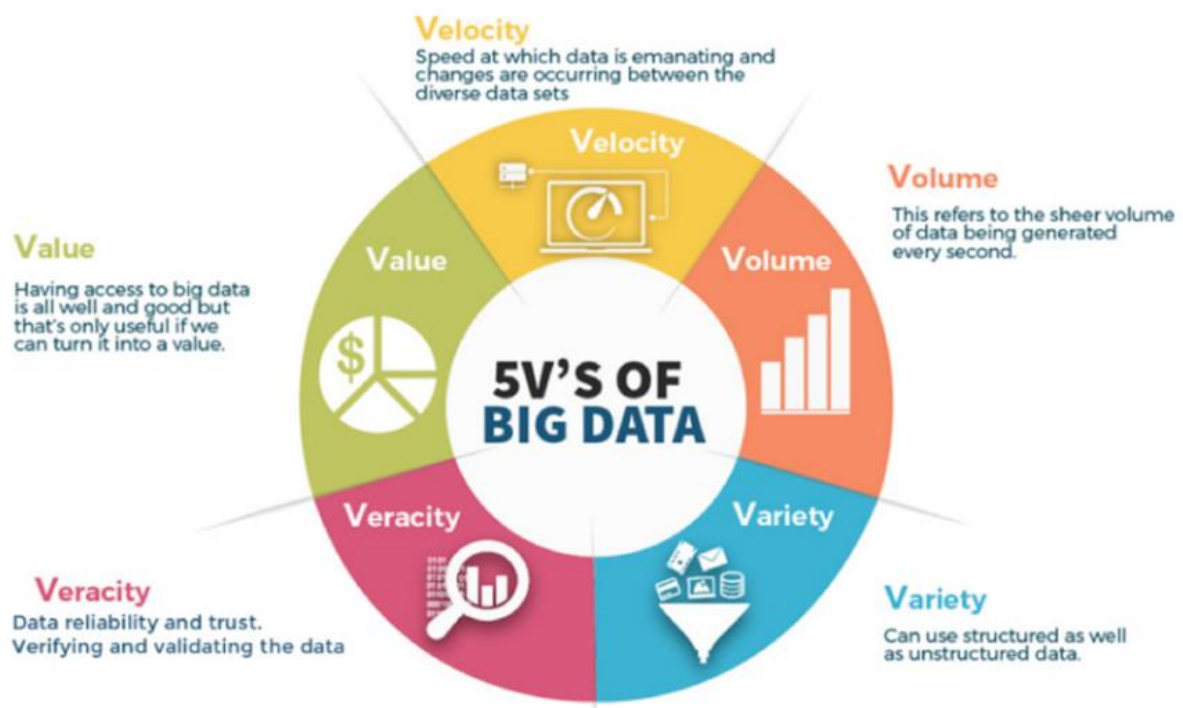 Velocity
Speed at which data is emanating and
changes are occurring between the
diverse data sets
Velocity
Volume
This refers to the sheer volume
of data being generated
every second.
Volume
Value
Having access to big data
is all well and good but
that's only useful if we
can turn it into a value.
Value
$
5V'S OF
BIG DATA
Veracity
Variety
Veracity
Data reliability and trust.
Verifying and validating the data
Variety
Can use structured as well
as unstructured data.